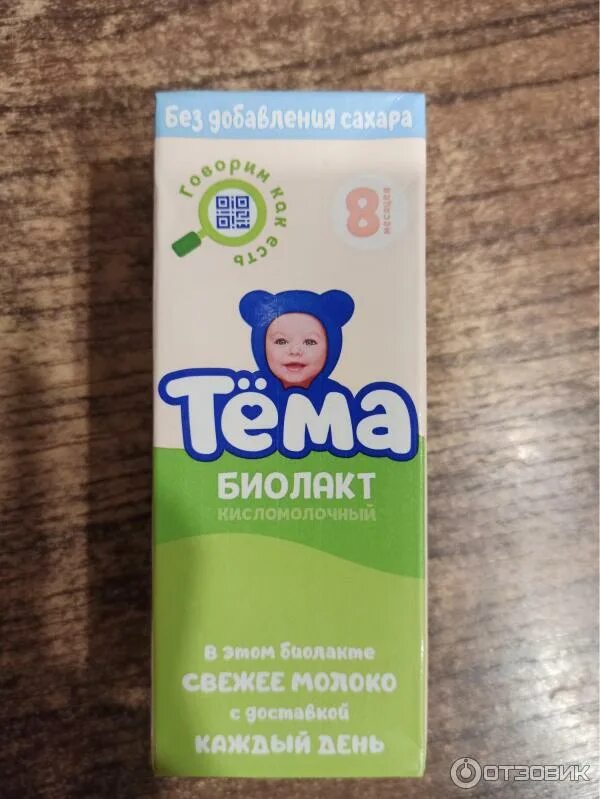 Без добавления сахара
Говорим как есть
8 месяцев
Тёма
БИОЛАКТ
КИСЛОМОЛОЧНЫЙ
В этом биолакте
СВЕЖЕЕ МОЛОКО
с доставкой
КАЖДЫЙ ДЕНЬ
ОТЗОВИК